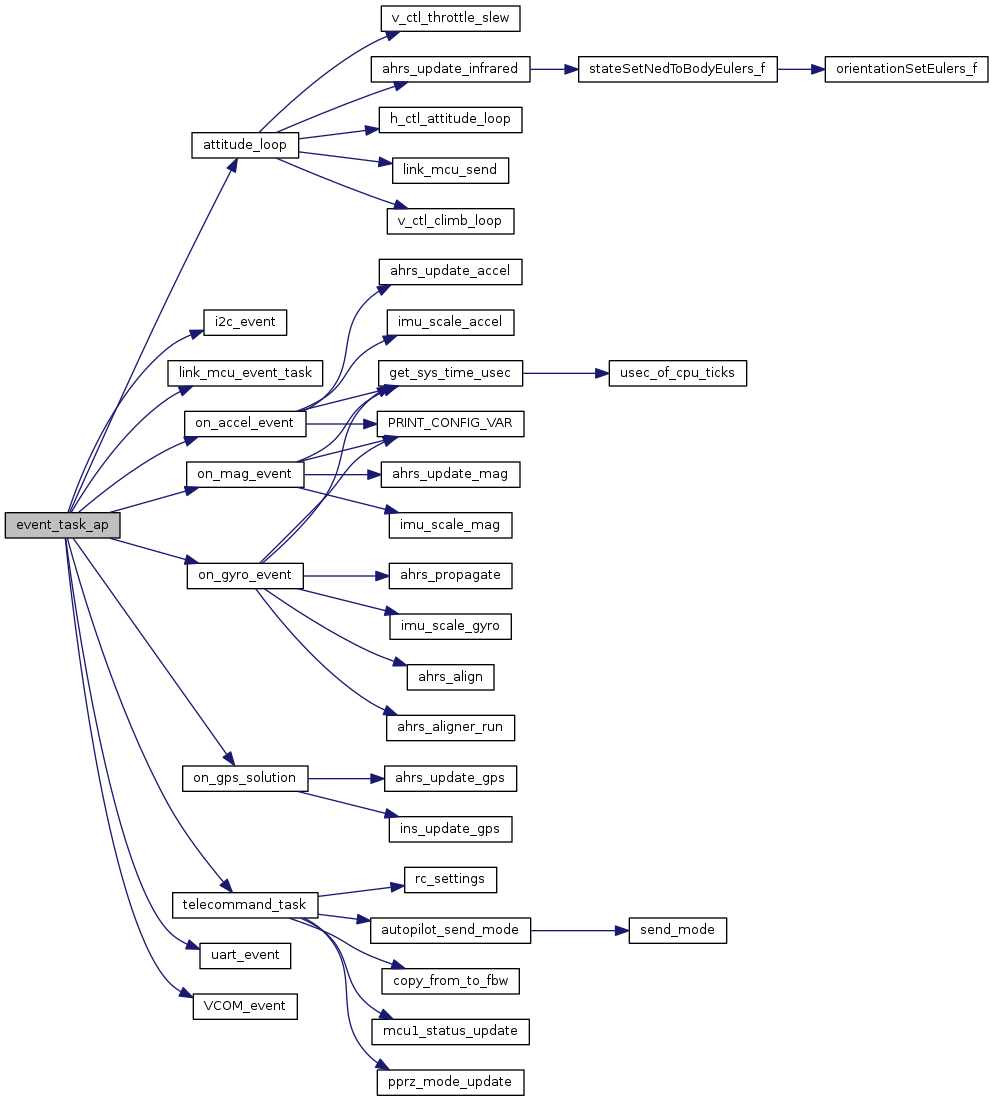 v_ctl_throttle_slew
ahrs_update_infrared
stateSetNedToBodyEulers_f
orientationSetEulers_f
h_ctl_attitude_loop
attitude_loop
link_mcu_send
v_ctl_climb_loop
ahrs_update_accel
i2c_event
imu_scale_accel
link_mcu_event_task
get_sys_time_usec
usec_of_cpu_ticks
on_accel_event
PRINT_CONFIG_VAR
on_mag_event
ahrs_update_mag
event_task_ap
imu_scale_mag
on_gyro_event
ahrs_propagate
imu_scale_gyro
ahrs_align
ahrs_aligner_run
on_gps_solution
ahrs_update_gps
ins_update_gps
rc_settings
telecommand_task
autopilot_send_mode
send_mode
uart_event
copy_from_to_fbw
VCOM_event
mcu1_status_update
pprz_mode_update